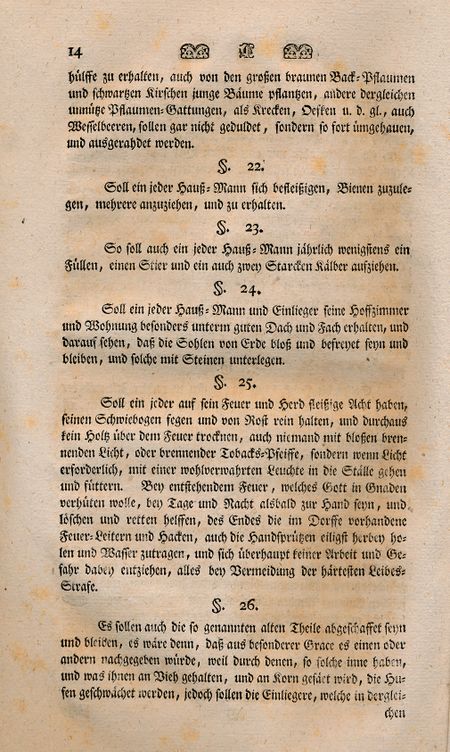 14
hülffe zu erhalten, auch von den großen braunen Back-Pflaumen
und schwartzen Kirschen junge Bäume pflantzen, andere dergleichen
unnütze Pflaumen-Gattungen, als Krecken, Oesken u. d. gl., auch
Wesselbeeren, sollen gar nicht geduldet, sondern so fort ümgehauen,
und ausgerahdet werden.
§. 22.
Soll ein jeder Hauß-Mann sich befleißigen, Bienen zuzule-
gen, mehrere anzuziehen, und zu erhalten.
§. 23.
So soll auch ein jeder Hauß-Mann jährlich wenigstens ein
Füllen, einen Stier und ein auch zwey Starcken Kälber aufziehen.
§. 24.
Soll ein jeder Hauß-Mann und Einlieger seine Hoffzimmer
und Wohnung besonders unterm guten Dach und Fach erhalten, und
darauf sehen, daß die Sohlen von Erde bloß und befreyet seyn und
bleiben, und solche mit Steinen unterlegen.
§. 25.
Soll ein jeder auf sein Feuer und Herd fleißige Acht haben,
seinen Schwiebogen fegen und von Rost rein halten, und durchaus
kein Holtz über dem Feuer trocknen, auch niemand mit bloßen bren-
nenden Licht, oder brennender Tobacks-Pfeiffe, sondern wenn Licht
erforderlich, mit einer wohlverwahrten Leuchte in die Ställe gehen
und füttern. Bey entstehendem Feuer, welches Gott in Gnaden
verhüten wolle, bey Tage und Nacht alsbald zur Hand seyn, und
löschen und retten helffen, des Endes die im Dorffe vorhandene
Feuer-Leitern und Hacken, auch die Handsprützen eiligst herbey ho-
len und Wasser zutragen, und sich überhaupt keiner Arbeit und Ge-
fahr dabey entziehen, alles bey Vermeidung der härtesten Leibes-
Strafe.
§. 26.
Es sollen auch die so genannten alten Theile abgeschaffet seyn
und bleiben, es wäre denn, daß aus besonderer Grace es einen oder
andern nachgegeben würde, weil durch denen, so solche inne haben,
und was ihnen an Vieh gehalten, und an Korn gesäet wird, die Hu-
fen geschwächet werden, jedoch sollen die Einliegere, welche in derglei-
chen